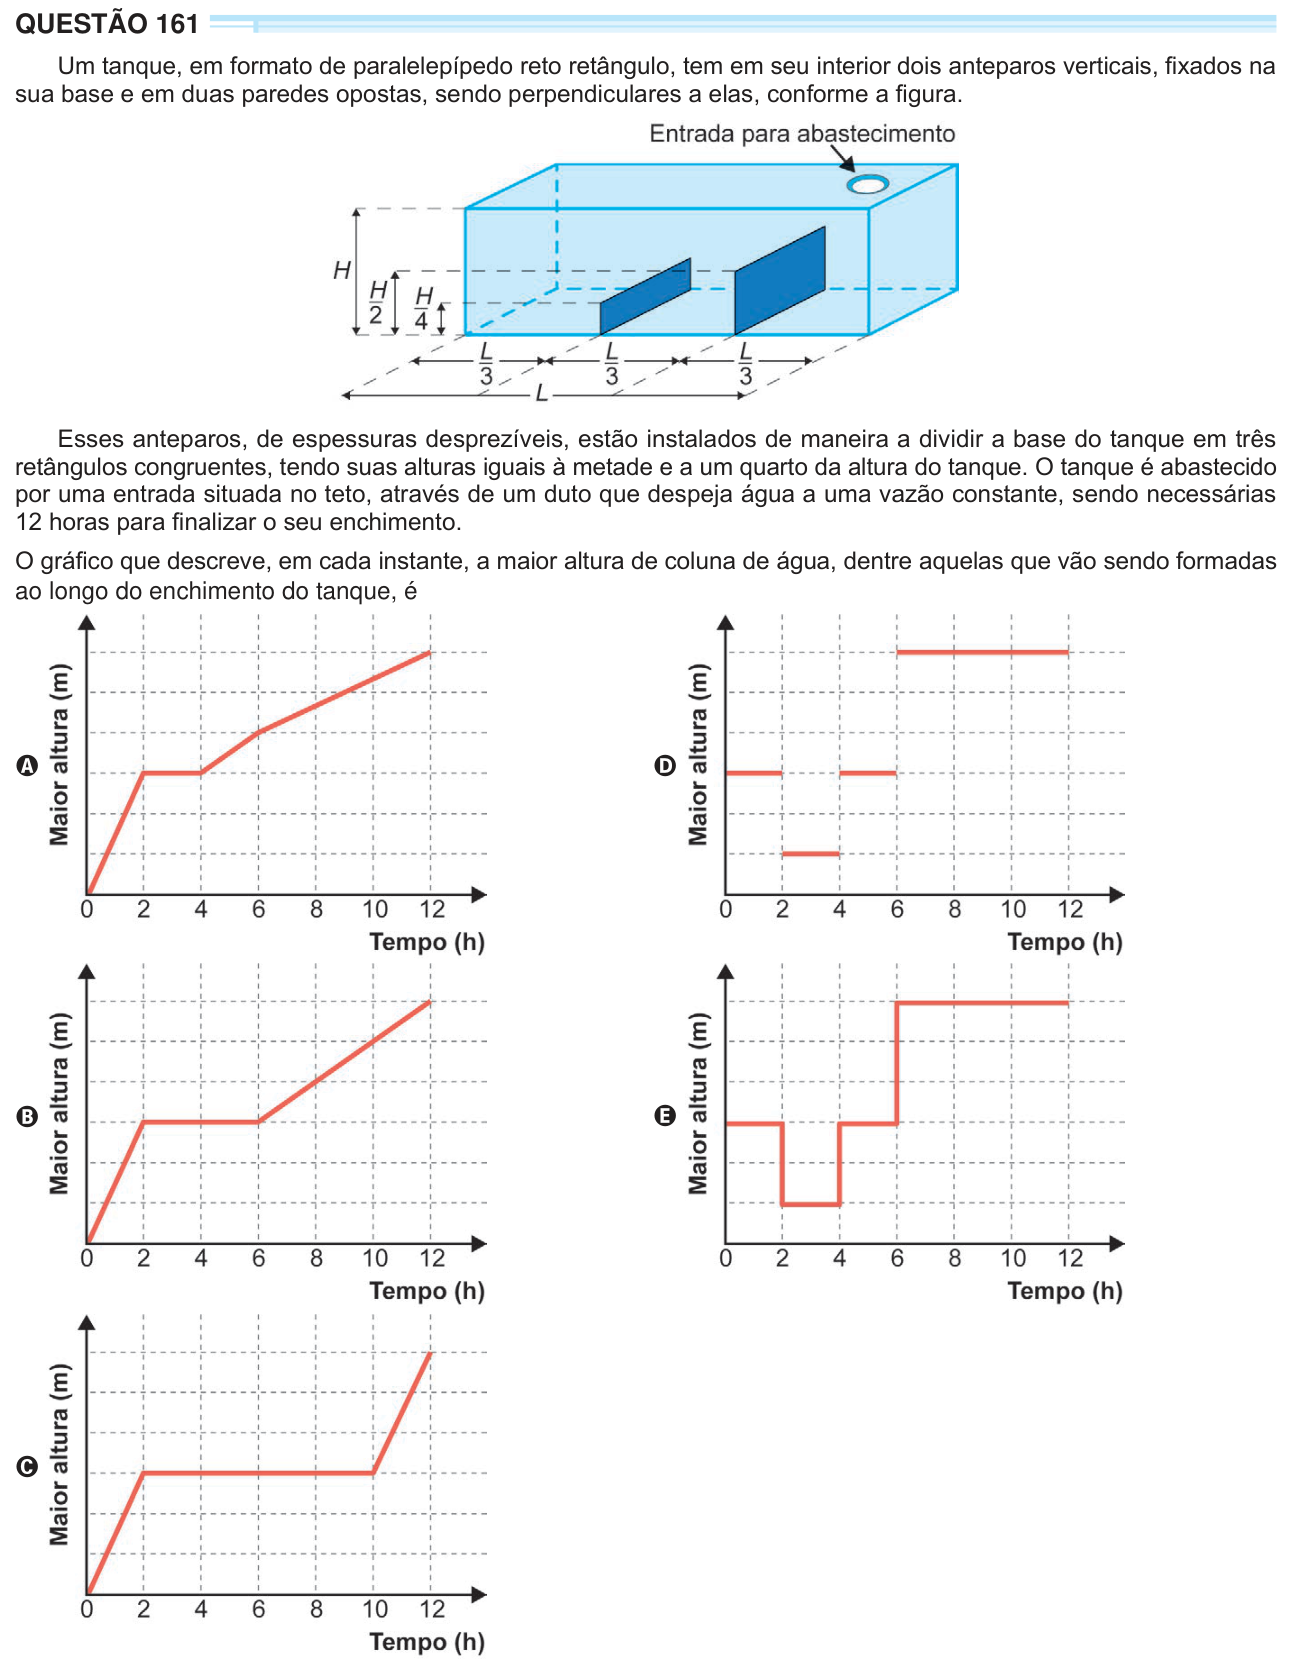 QUESTÃO 161
Um tanque, em formato de paralelepípedo reto retângulo, tem em seu interior dois anteparos verticais, fixados na
sua base e em duas paredes opostas, sendo perpendiculares a elas, conforme a figura.
Entrada para abastecimento
H
H
2
H
4
L
3
L
3
L
3
L
Esses anteparos, de espessuras desprezíveis, estão instalados de maneira a dividir a base do tanque em três
retângulos congruentes, tendo suas alturas iguais à metade e a um quarto da altura do tanque. O tanque é abastecido
por uma entrada situada no teto, através de um duto que despeja água a uma vazão constante, sendo necessárias
12 horas para finalizar o seu enchimento.
O gráfico que descreve, em cada instante, a maior altura de coluna de água, dentre aquelas que vão sendo formadas
ao longo do enchimento do tanque, é
A
Maior altura (m)
0 2 4 6 8 10 12
Tempo (h)
B
Maior altura (m)
0 2 4 6 8 10 12
Tempo (h)
C
Maior altura (m)
0 2 4 6 8 10 12
Tempo (h)
D
Maior altura (m)
0 2 4 6 8 10 12
Tempo (h)
E
Maior altura (m)
0 2 4 6 8 10 12
Tempo (h)